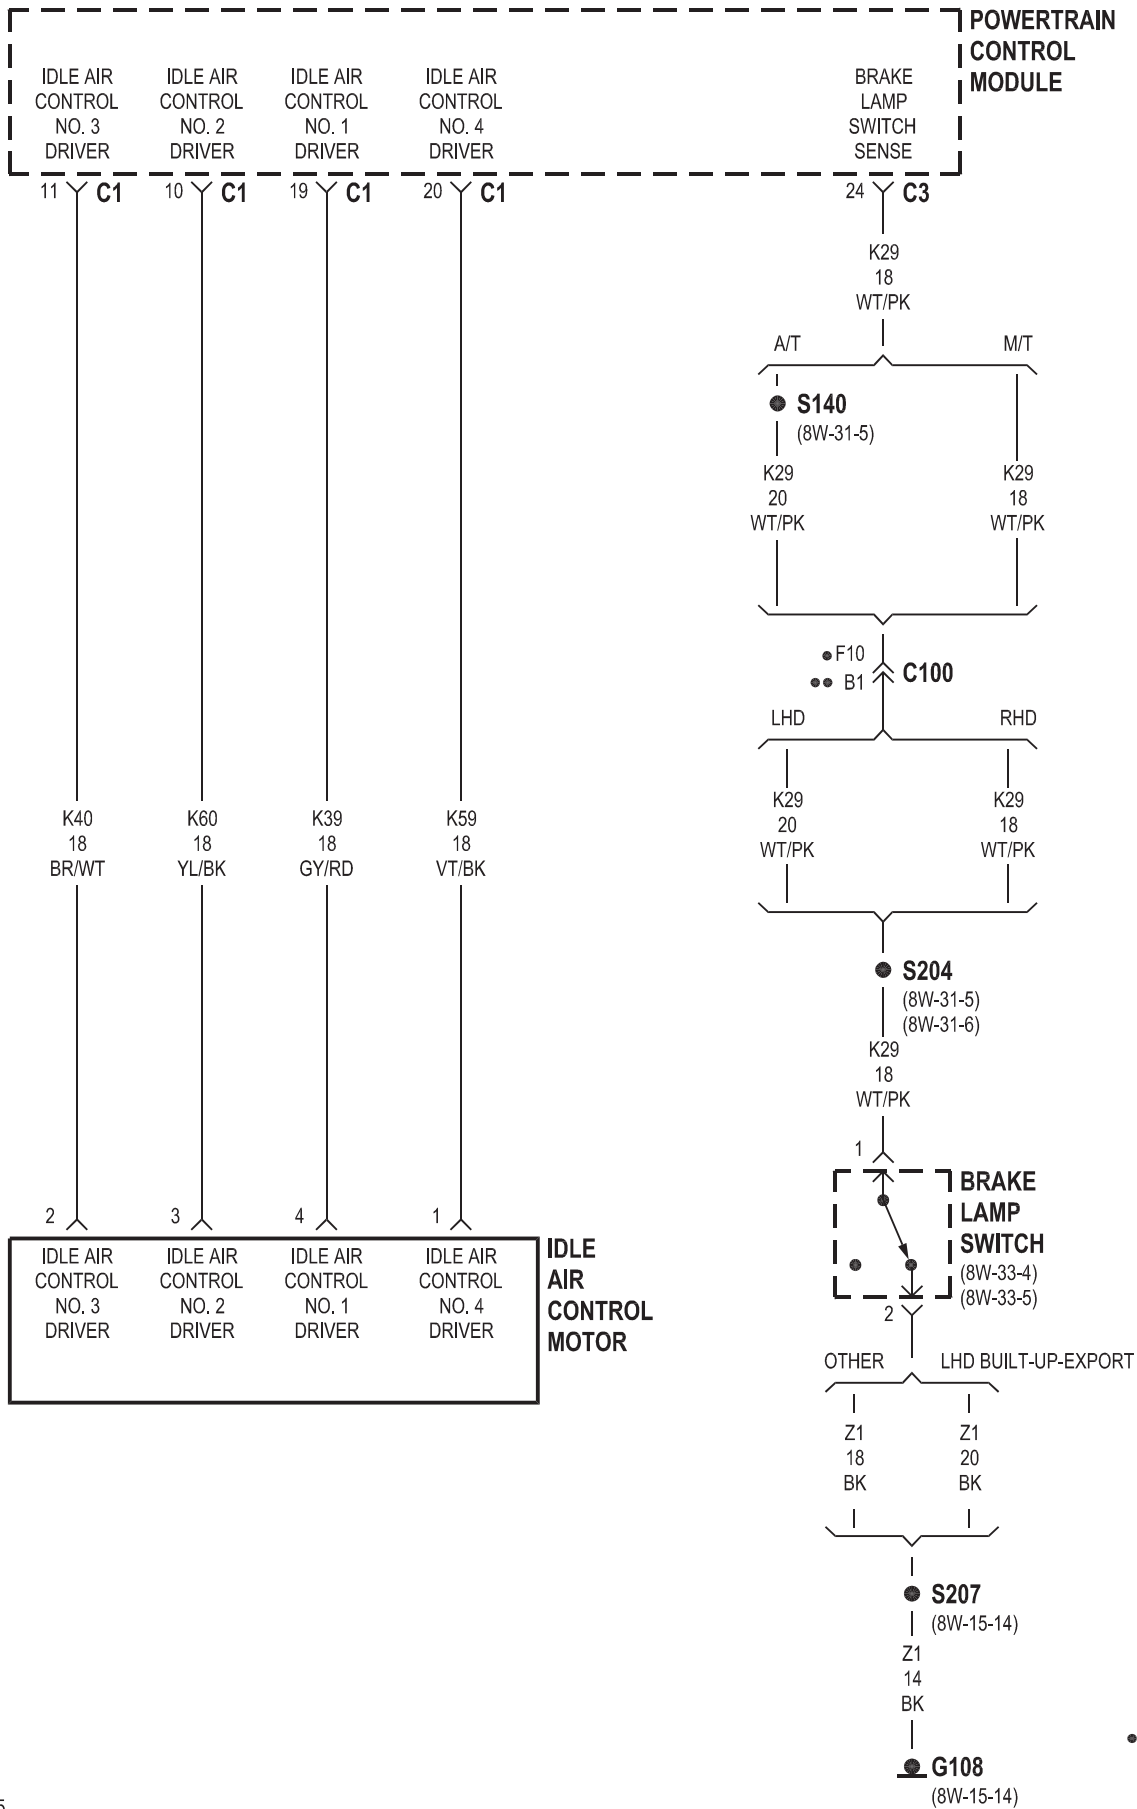 POWERTRAIN
CONTROL
MODULE
IDLE AIR
CONTROL
NO. 3
DRIVER
IDLE AIR
CONTROL
NO. 2
DRIVER
IDLE AIR
CONTROL
NO. 1
DRIVER
IDLE AIR
CONTROL
NO. 4
DRIVER
BRAKE
LAMP
SWITCH
SENSE
11 C1
10 C1
19 C1
20 C1
24 C3
K29
18
WT/PK
A/T
M/T
S140
(8W-31-5)
K29
20
WT/PK
K29
18
WT/PK
F10
B1
C100
LHD
RHD
K29
20
WT/PK
K29
18
WT/PK
K40
18
BR/WT
K60
18
YL/BK
K39
18
GY/RD
K59
18
VT/BK
S204
(8W-31-5)
(8W-31-6)
K29
18
WT/PK
1
BRAKE
LAMP
SWITCH
(8W-33-4)
(8W-33-5)
2
2
3
4
1
IDLE AIR
CONTROL
NO. 3
DRIVER
IDLE AIR
CONTROL
NO. 2
DRIVER
IDLE AIR
CONTROL
NO. 1
DRIVER
IDLE AIR
CONTROL
NO. 4
DRIVER
IDLE
AIR
CONTROL
MOTOR
OTHER
LHD BUILT-UP-EXPORT
Z1
18
BK
Z1
20
BK
S207
(8W-15-14)
Z1
14
BK
G108
(8W-15-14)